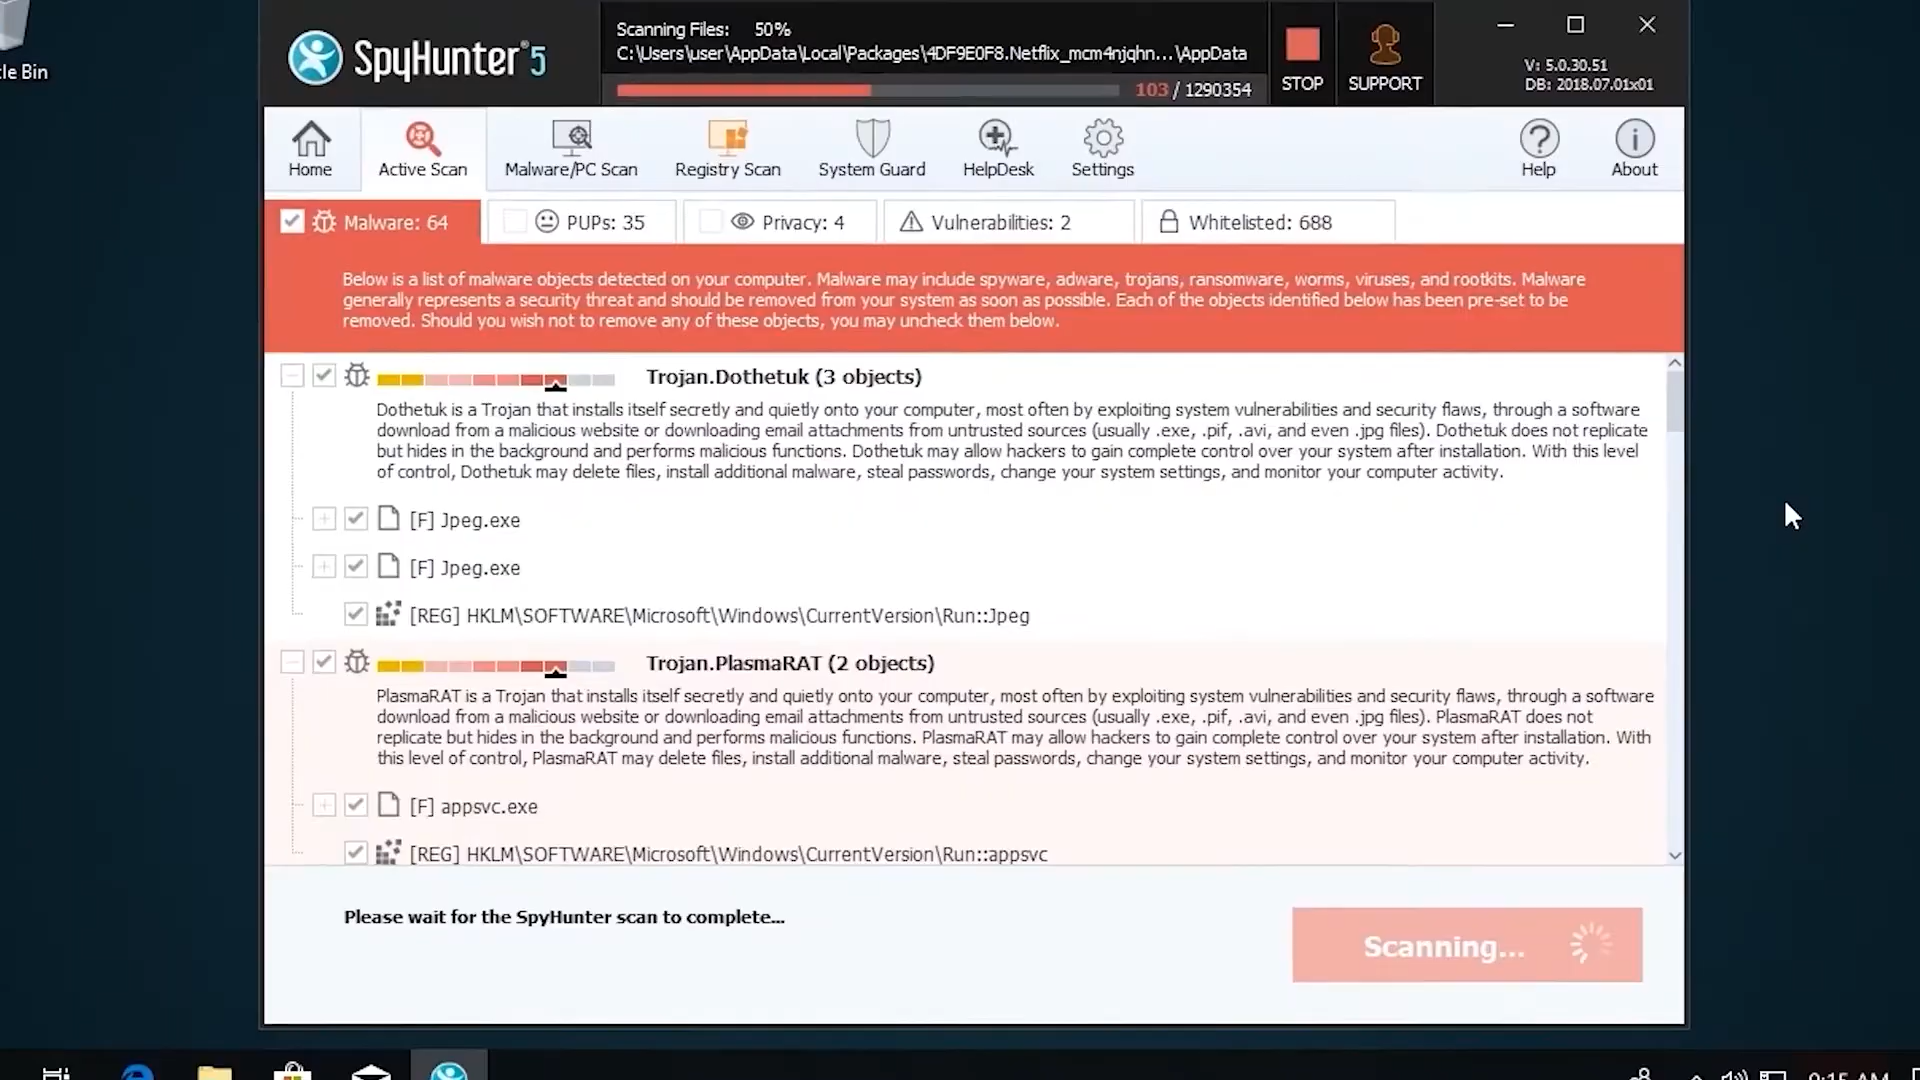 cle Bin
SpyHunter® 5
Scanning Files: 50%
C:\Users\user\AppData\Local\Packages\4DF9E0F8.Netflix_mcm4njqhn...\AppData
103 / 1290354
STOP
SUPPORT
V: 5.0.30.51
DB: 2018.07.01x01
Home
Active Scan
Malware/PC Scan
Registry Scan
System Guard
HelpDesk
Settings
Help
About
Malware: 64
PUPs: 35
Privacy: 4
Vulnerabilities: 2
Whitelisted: 688
Below is a list of malware objects detected on your computer. Malware may include spyware, adware, trojans, ransomware, worms, viruses, and rootkits. Malware
generally represents a security threat and should be removed from your system as soon as possible. Each of the objects identified below has been pre-set to be
removed. Should you wish not to remove any of these objects, you may uncheck them below.
Trojan.Dothetuk (3 objects)
Dothetuk is a Trojan that installs itself secretly and quietly onto your computer, most often by exploiting system vulnerabilities and security flaws, through a software
download from a malicious website or downloading email attachments from untrusted sources (usually .exe, .pif, .avi, and even .jpg files). Dothetuk does not replicate
but hides in the background and performs malicious functions. Dothetuk may allow hackers to gain complete control over your system after installation. With this level
of control, Dothetuk may delete files, install additional malware, steal passwords, change your system settings, and monitor your computer activity.
[F] Jpeg.exe
[F] Jpeg.exe
[REG] HKLM\SOFTWARE\Microsoft\Windows\CurrentVersion\Run::Jpeg
Trojan.PlasmaRAT (2 objects)
PlasmaRAT is a Trojan that installs itself secretly and quietly onto your computer, most often by exploiting system vulnerabilities and security flaws, through a software
download from a malicious website or downloading email attachments from untrusted sources (usually .exe, .pif, .avi, and even .jpg files). PlasmaRAT does not
replicate but hides in the background and performs malicious functions. PlasmaRAT may allow hackers to gain complete control over your system after installation. With
this level of control, PlasmaRAT may delete files, install additional malware, steal passwords, change your system settings, and monitor your computer activity.
[F] appsvc.exe
[REG] HKLM\SOFTWARE\Microsoft\Windows\CurrentVersion\Run::appsvc
Please wait for the SpyHunter scan to complete...
Scanning...
9:15 AM